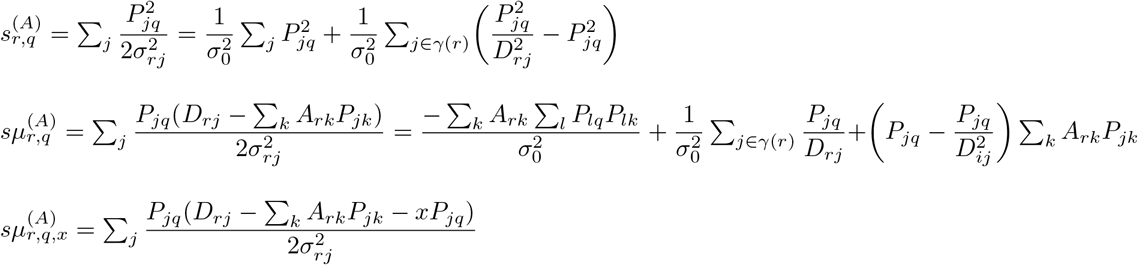 $s_{r,q}^{(A)} = \sum_j \frac{P_{jq}^2}{2\sigma_{rj}^2} = \frac{1}{\sigma_0^2} \sum_j P_{jq}^2 + \frac{1}{\sigma_0^2} \sum_{j \in \gamma(r)} \left( \frac{P_{jq}^2}{D_{rj}^2} - P_{jq}^2 \right)$
$s\mu_{r,q}^{(A)} = \sum_j \frac{P_{jq}(D_{rj} - \sum_k A_{rk} P_{jk})}{2\sigma_{rj}^2} = \frac{-\sum_k A_{rk} \sum_l P_{lq} P_{lk}}{\sigma_0^2} + \frac{1}{\sigma_0^2} \sum_{j \in \gamma(r)} \frac{P_{jq}}{D_{rj}} + \left( P_{jq} - \frac{P_{jq}}{D_{ij}^2} \right) \sum_k A_{rk} P_{jk}$
$s\mu_{r,q,x}^{(A)} = \sum_j \frac{P_{jq}(D_{rj} - \sum_k A_{rk} P_{jk} - x P_{jq})}{2\sigma_{rj}^2}$